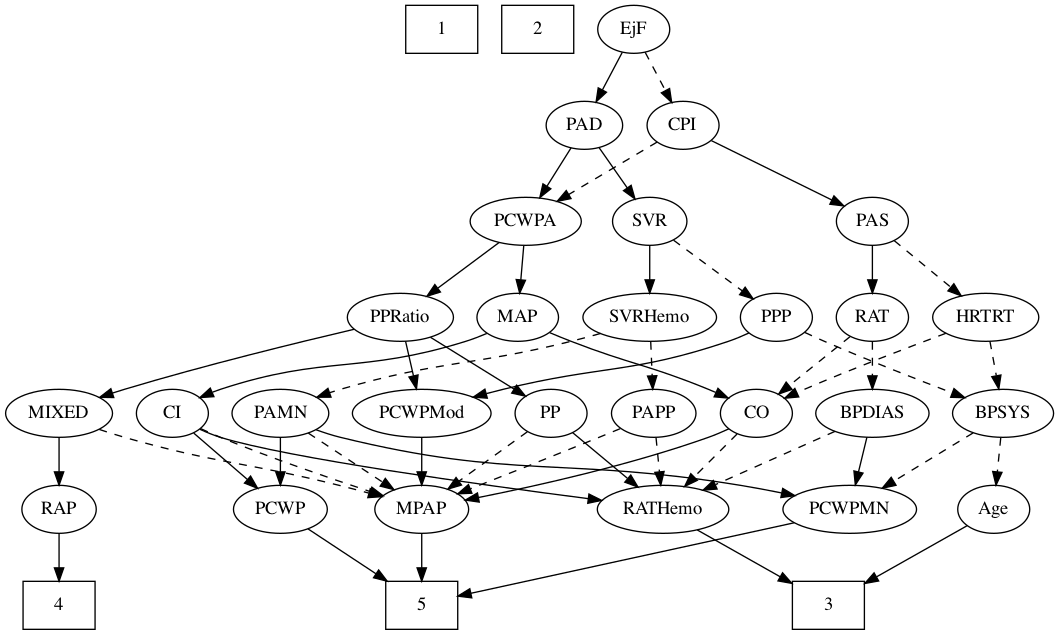 1 2 EjF
PAD CPI
PCWPA SVR PAS
PPRatio MAP SVRHemo PPP RAT HRTRT
MIXED CI PAMN PCWPMod PP PAPP CO BPDIAS BPSYS
RAP PCWP MPAP RATHemo PCWPMN Age
4 5 3